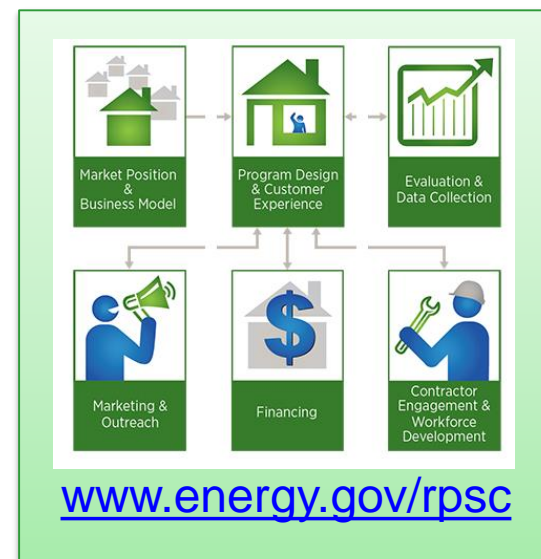 Market Position
&
Business Model
Program Design
& Customer
Experience
Evaluation &
Data Collection
Marketing &
Outreach
$
Financing
Contractor
Engagement &
Workforce
Development
www.energy.gov/rpsc